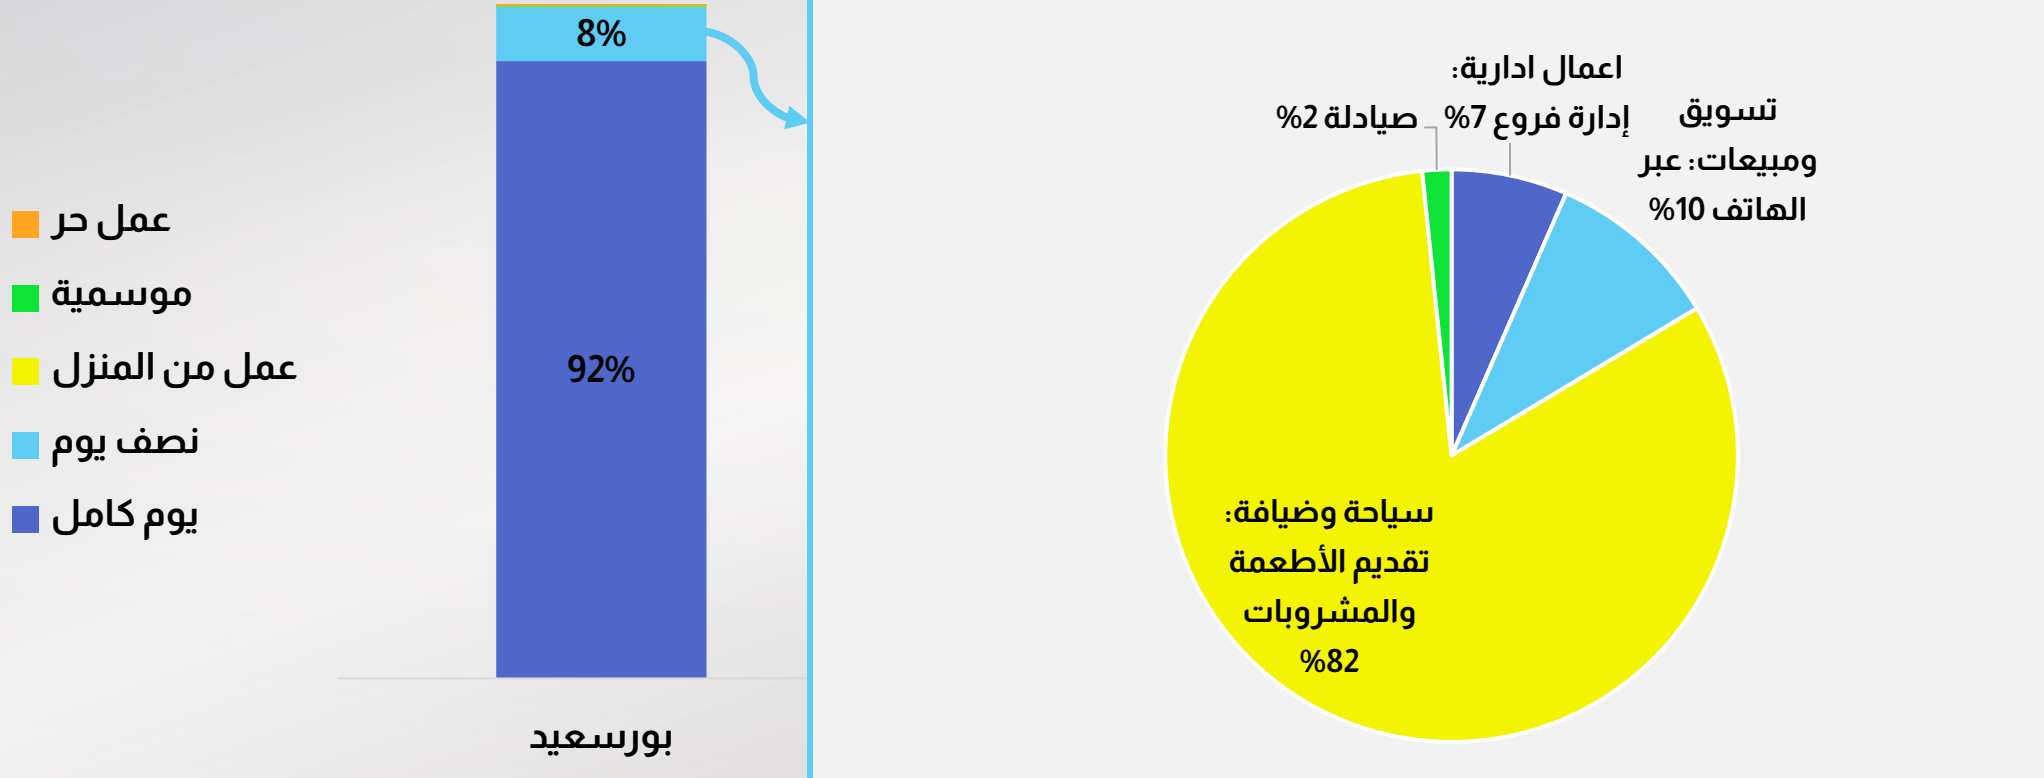 8%
92%
عمل حر
موسمية
عمل من المنزل
نصف يوم
يوم كامل
بورسعيد
اعمال ادارية:
إدارة فروع 7%
صيادلة 2%
تسويق
ومبيعات: عبر
الهاتف 10%
سياحة وضيافة:
تقديم الأطعمة
والمشروبات
82%